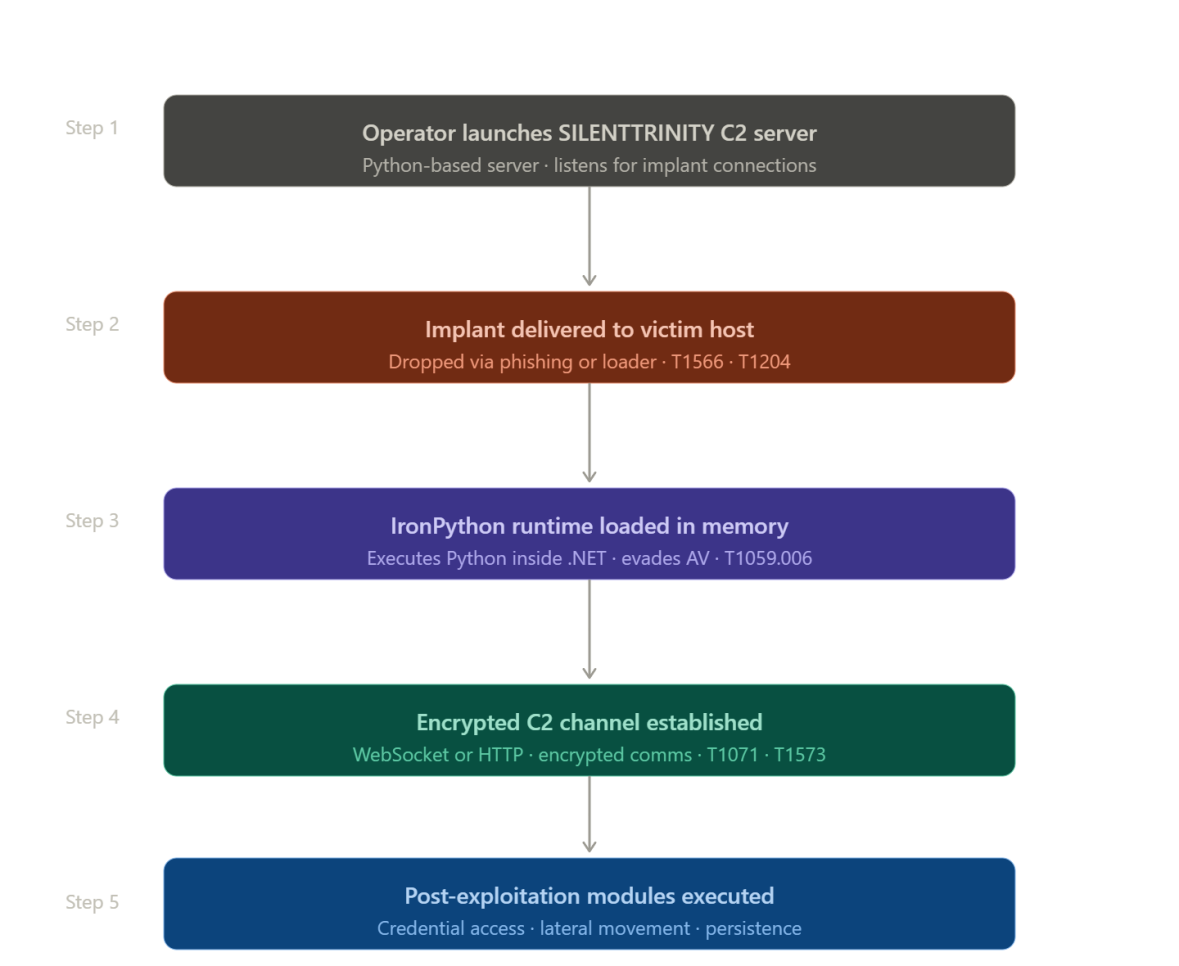 Step 1
Operator launches SILENTTRINITY C2 server
Python-based server · listens for implant connections
Step 2
Implant delivered to victim host
Dropped via phishing or loader · T1566 · T1204
Step 3
IronPython runtime loaded in memory
Executes Python inside .NET · evades AV · T1059.006
Step 4
Encrypted C2 channel established
WebSocket or HTTP · encrypted comms · T1071 · T1573
Step 5
Post-exploitation modules executed
Credential access · lateral movement · persistence